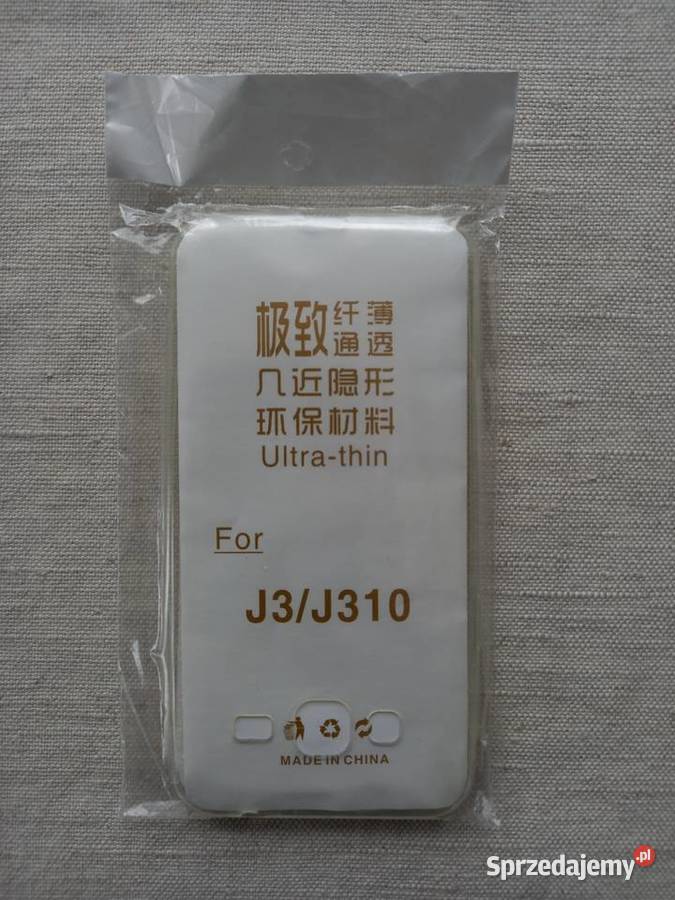 极致纤薄
通透
几近隐形
环保材料
Ultra-thin
For
J3/J310
MADE IN CHINA
Sprzedajemy.pl